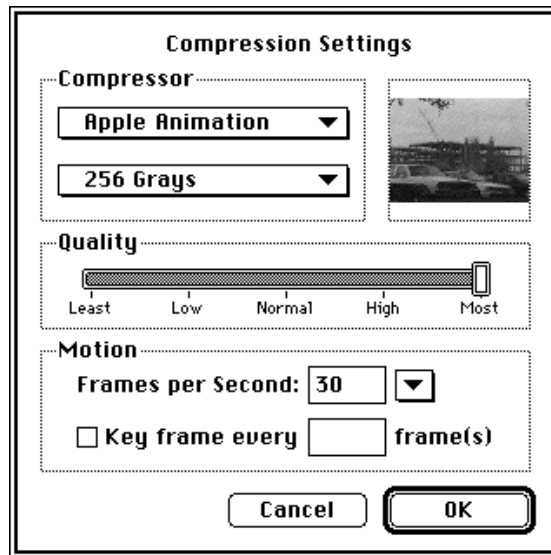 Compression Settings
Compressor
Apple Animation
256 Grays
Quality
Least Low Normal High Most
Motion
Frames per Second: 30
Key frame every frame(s)
Cancel OK